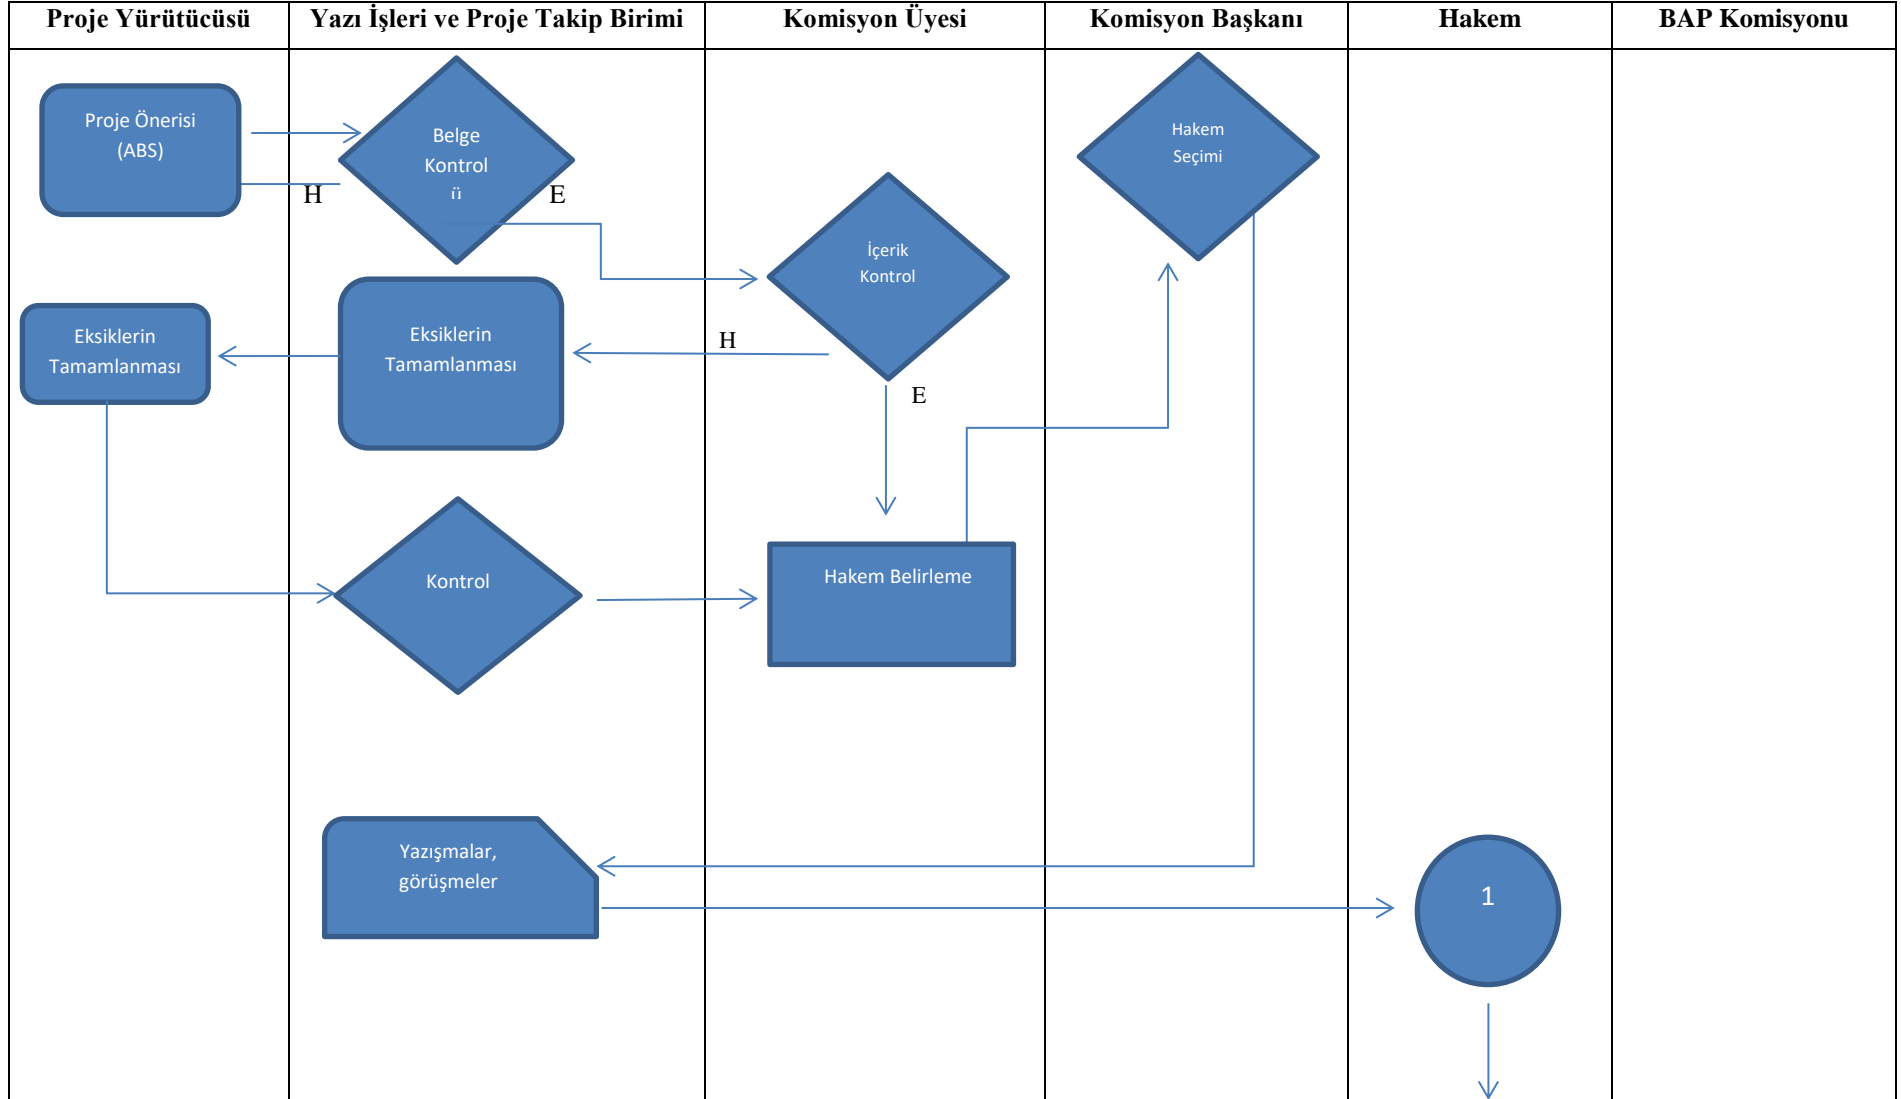 Proje Yürütücüsü
Yazı İşleri ve Proje Takip Birimi
Komisyon Üyesi
Komisyon Başkanı
Hakem
BAP Komisyonu
Proje Önerisi
(ABS)
Belge
Kontrol
ü
H
E
Hakem
Seçimi
İçerik
Kontrol
Eksiklerin
Tamamlanması
Eksiklerin
Tamamlanması
H
E
Kontrol
Hakem Belirleme
Yazışmalar,
görüşmeler
1